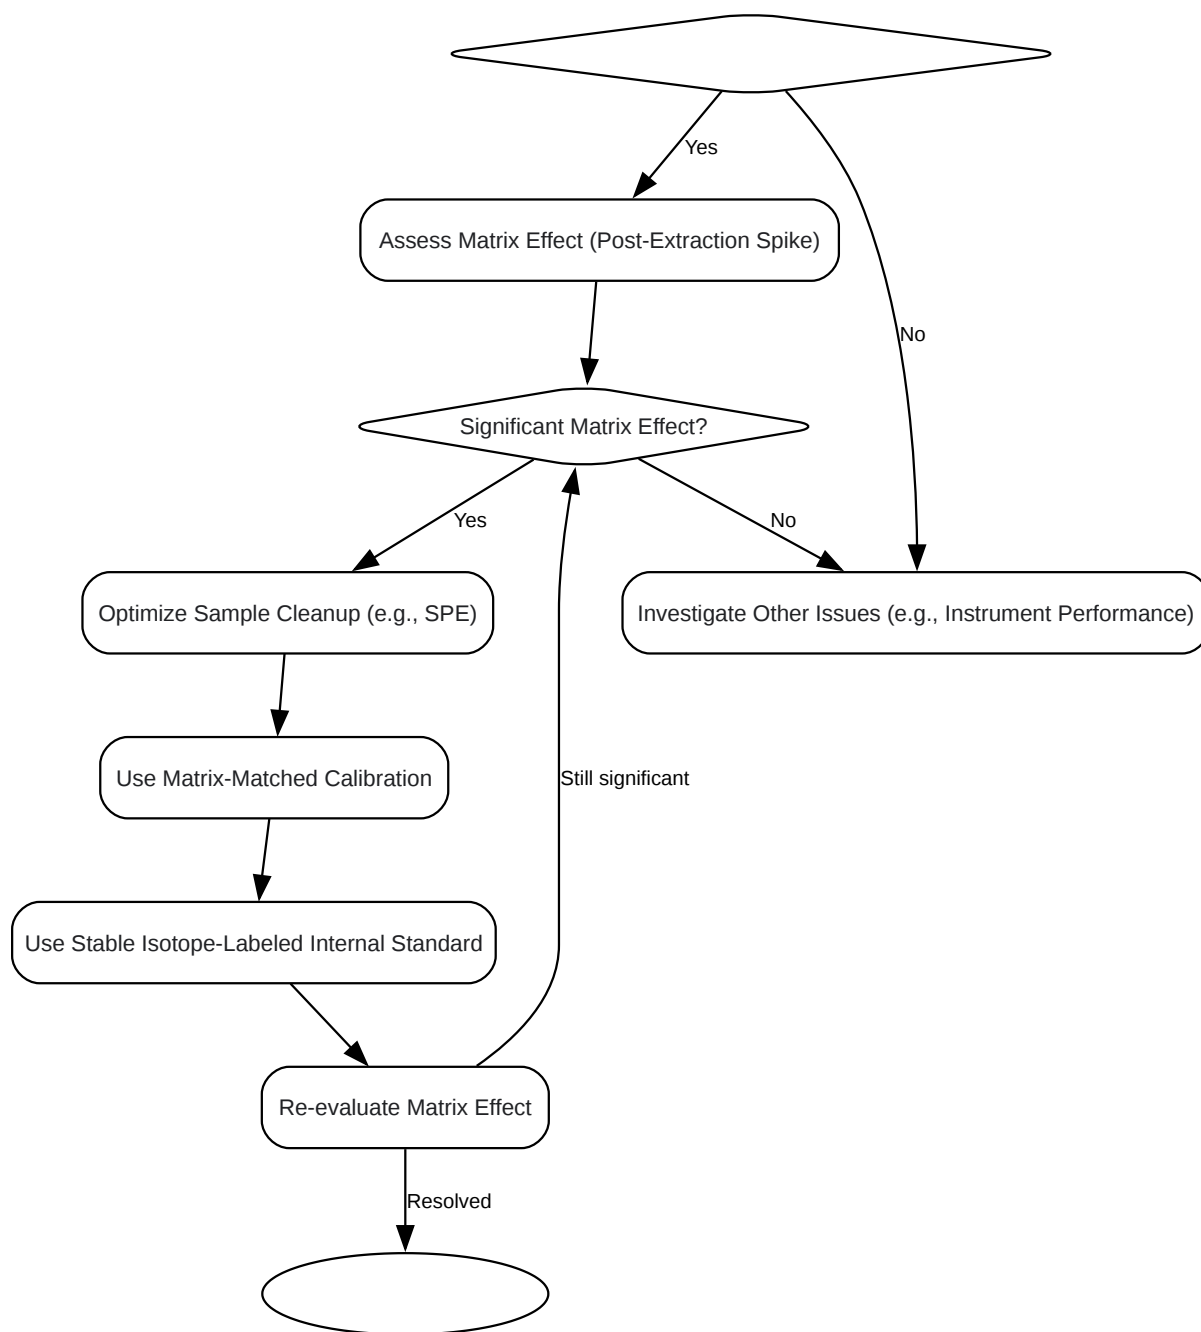 Yes
Assess Matrix Effect (Post-Extraction Spike)
No
Significant Matrix Effect?
Yes
No
Optimize Sample Cleanup (e.g., SPE)
Investigate Other Issues (e.g., Instrument Performance)
Use Matrix-Matched Calibration
Still significant
Use Stable Isotope-Labeled Internal Standard
Re-evaluate Matrix Effect
Resolved